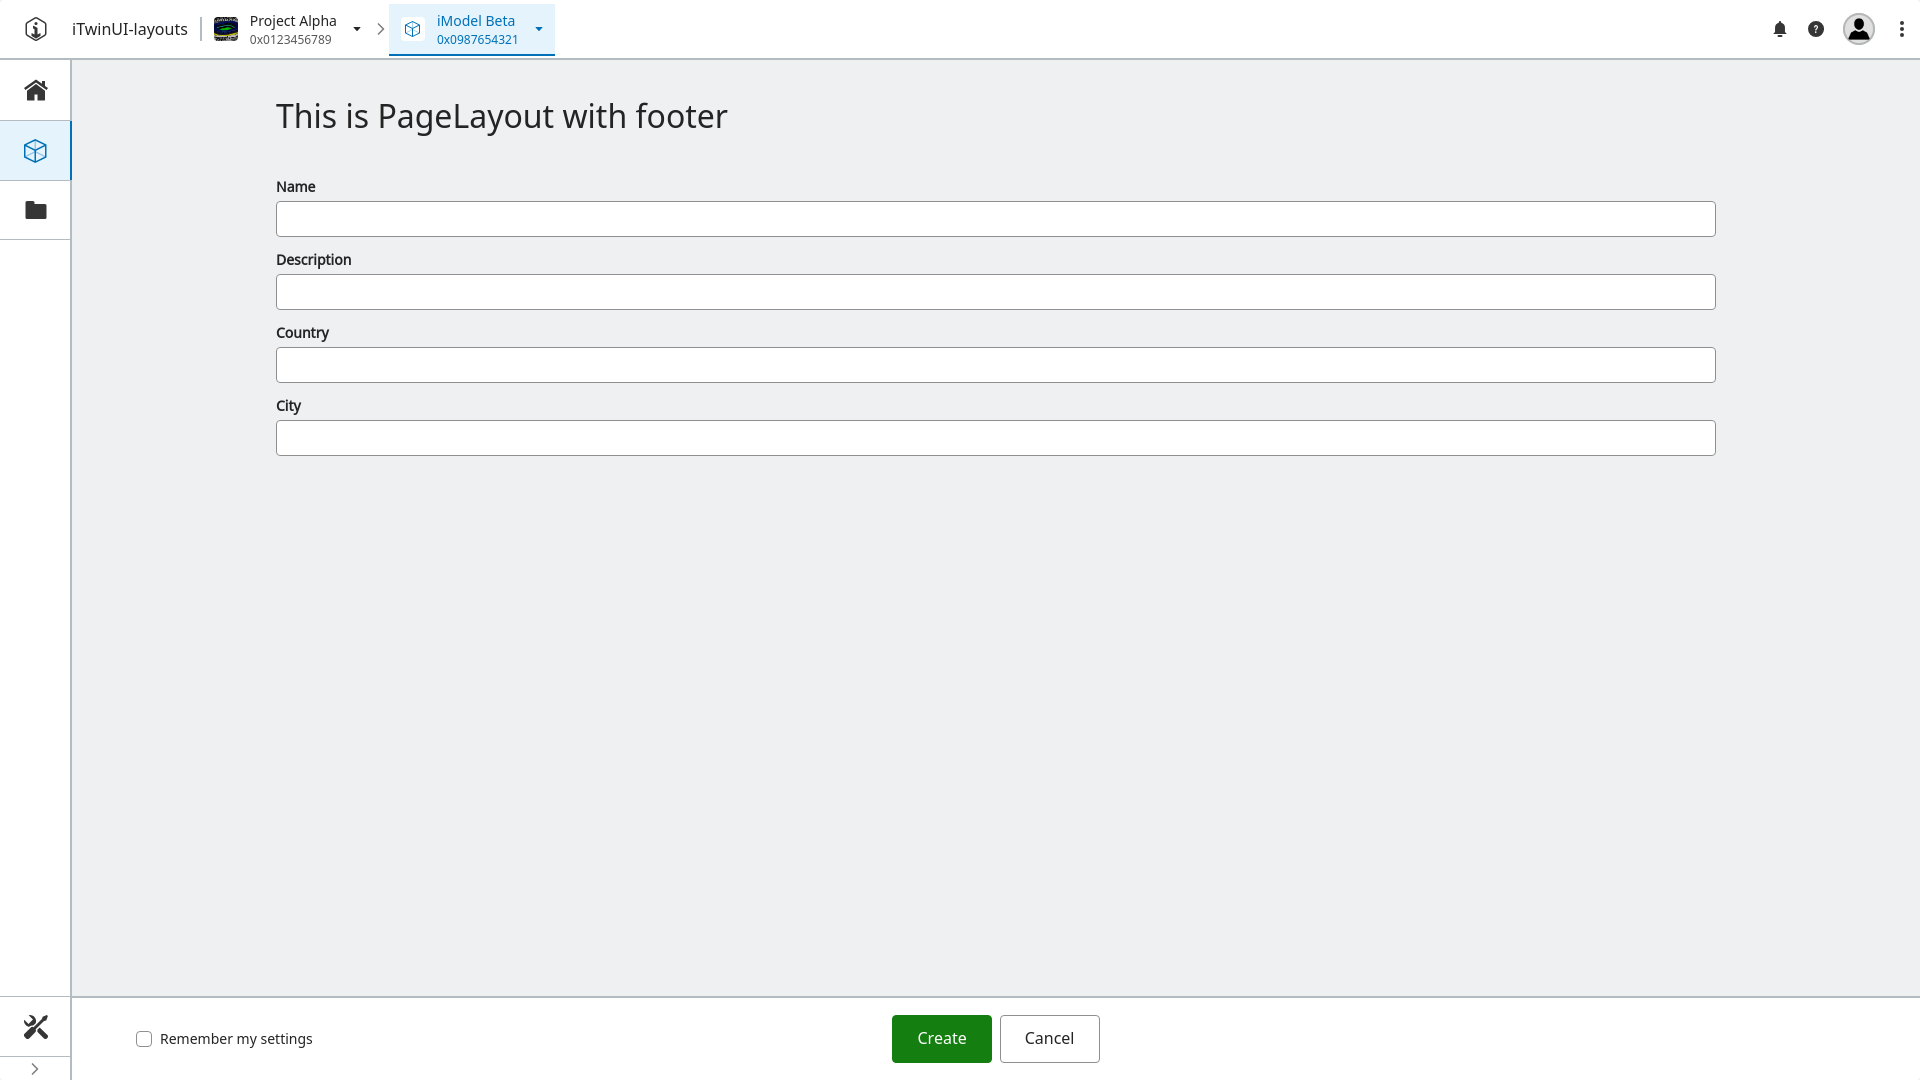 iTwinUI-layouts
Project Alpha
0x0123456789
iModel Beta
0x0987654321
This is PageLayout with footer
Name
Description
Country
City
Remember my settings
Create
Cancel